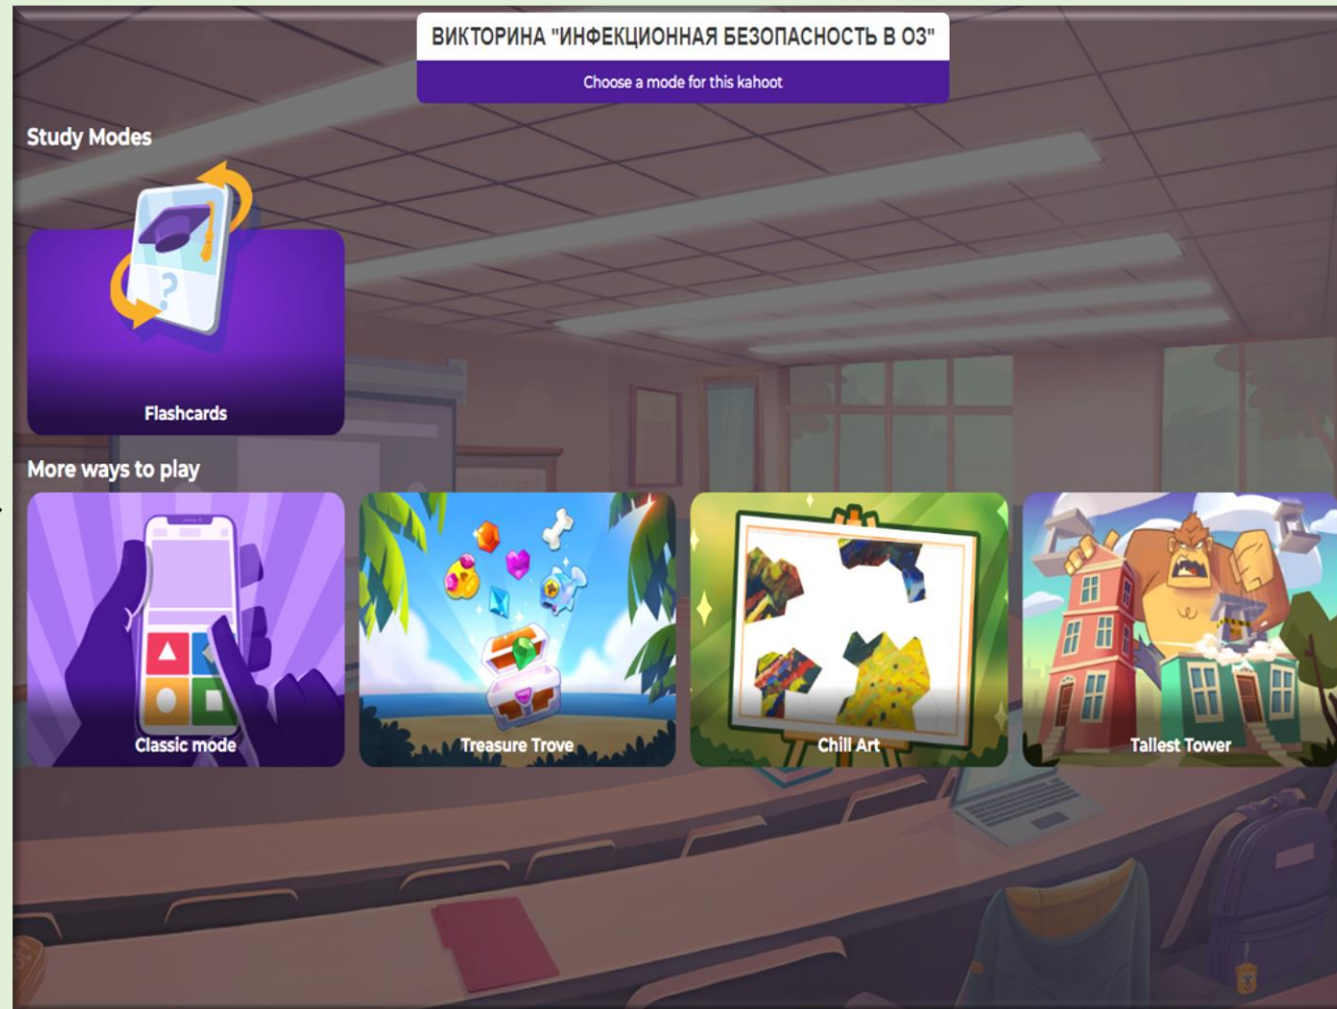 ВИКТОРИНА "ИНФЕКЦИОННАЯ БЕЗОПАСНОСТЬ В ОЗ"
Choose a mode for this kahoot
Study Modes
?
Flashcards
More ways to play
Classic mode
Treasure Trove
Chill Art
Tallest Tower